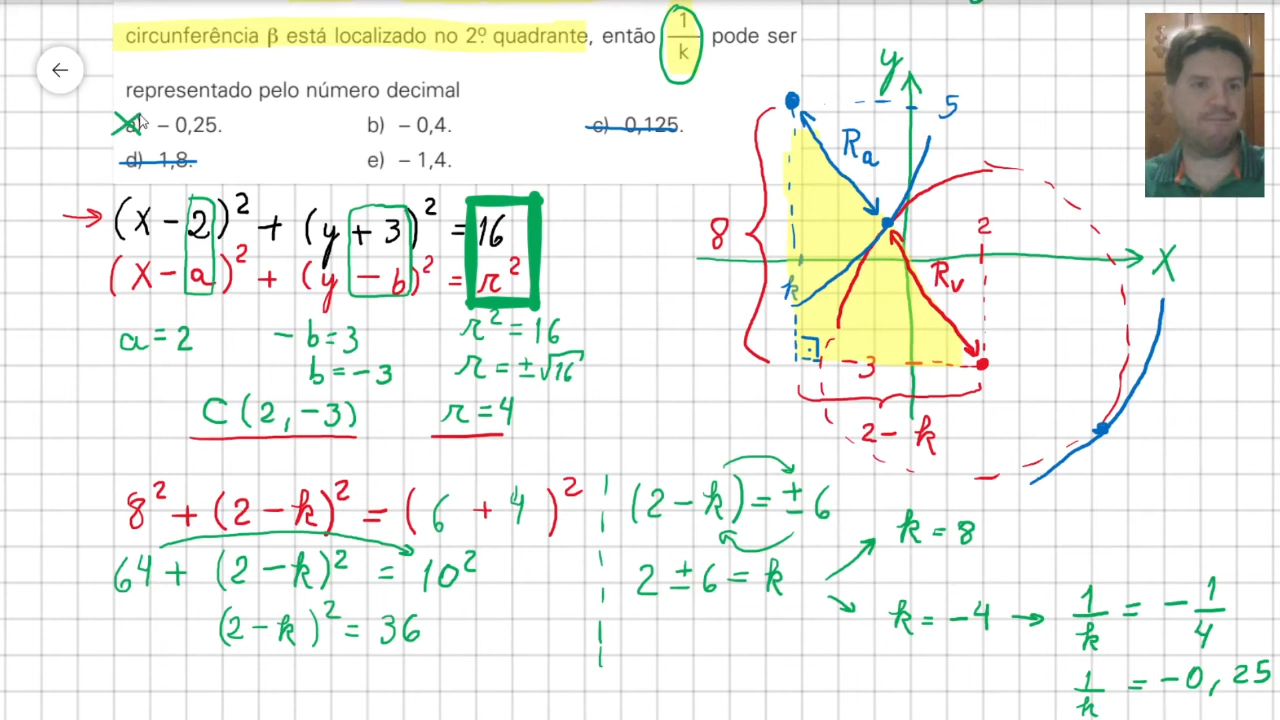 circunferência β está localizado no 2º quadrante, então 1/k pode ser
representado pelo número decimal
a) – 0,25.
b) – 0,4.
c) 0,125.
d) 1,8.
e) – 1,4.
(x - 2)² + (y + 3)² = 16
(x - a)² + (y - b)² = r²
a = 2
- b = 3
b = -3
r² = 16
r = ±√16
r = 4
C (2, -3)
8² + (2 - k)² = (6 + 4)²
64 + (2 - k)² = 10²
(2 - k)² = 36
(2 - k) = ± 6
2 ± 6 = k
k = 8
k = -4 → 1/k = - 1/4
1/k = -0,25
y
5
Ra
8
2
x
k
Rv
-3
2 - k